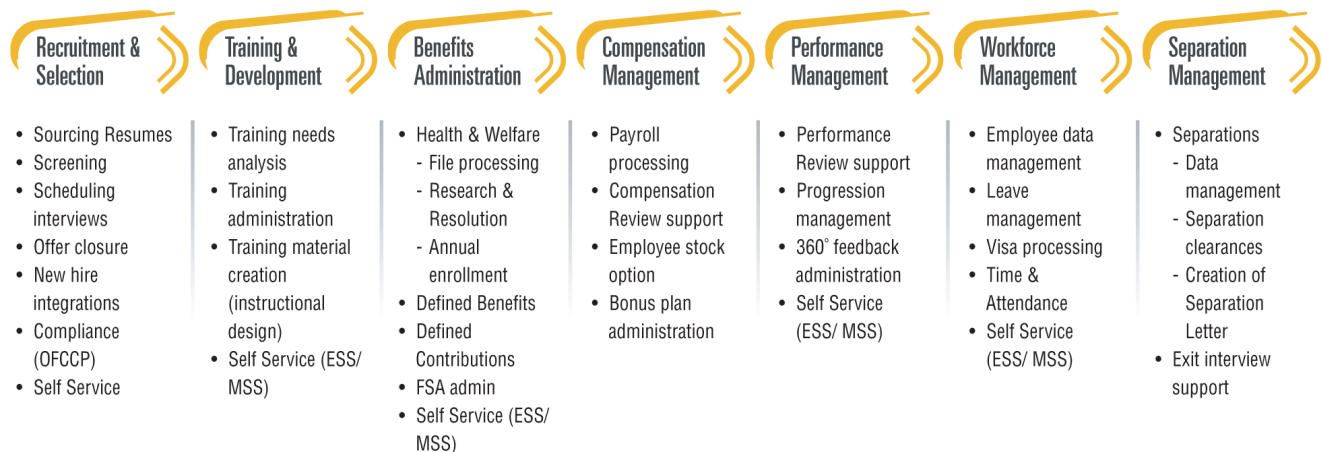 Recruitment &
Selection
Training &
Development
Benefits
Administration
Compensation
Management
Performance
Management
Workforce
Management
Separation
Management
• Sourcing Resumes
• Screening
• Scheduling
interviews
• Offer closure
• New hire
integrations
• Compliance
(OFCCP)
• Self Service
• Training needs
analysis
• Training
administration
• Training material
creation
(instructional
design)
• Self Service (ESS/
MSS)
• Health & Welfare
- File processing
- Research &
Resolution
- Annual
enrollment
• Defined Benefits
• Defined
Contributions
• FSA admin
• Self Service (ESS/
MSS)
• Payroll
processing
• Compensation
Review support
• Employee stock
option
• Bonus plan
administration
• Performance
Review support
• Progression
management
• 360° feedback
administration
• Self Service
(ESS/ MSS)
• Employee data
management
• Leave
management
• Visa processing
• Time &
Attendance
• Self Service
(ESS/ MSS)
• Separations
- Data
management
- Separation
clearances
- Creation of
Separation
Letter
• Exit interview
support